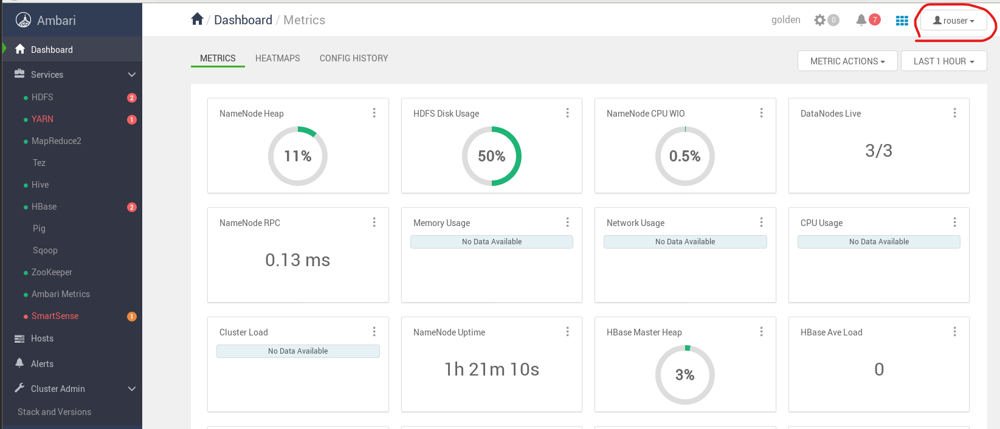 Ambari
Dashboard
Services
HDFS 2
YARN 1
MapReduce2
Tez
Hive
HBase 2
Pig
Sqoop
ZooKeeper
Ambari Metrics
SmartSense 1
Hosts
Alerts
Cluster Admin
Stack and Versions
/ Dashboard / Metrics
golden 0 7 rouser
METRICS HEATMAPS CONFIG HISTORY
METRIC ACTIONS LAST 1 HOUR
NameNode Heap
11%
HDFS Disk Usage
50%
NameNode CPU WIO
0.5%
DataNodes Live
3/3
NameNode RPC
0.13 ms
Memory Usage
No Data Available
Network Usage
No Data Available
CPU Usage
No Data Available
Cluster Load
No Data Available
NameNode Uptime
1h 21m 10s
HBase Master Heap
3%
HBase Ave Load
0